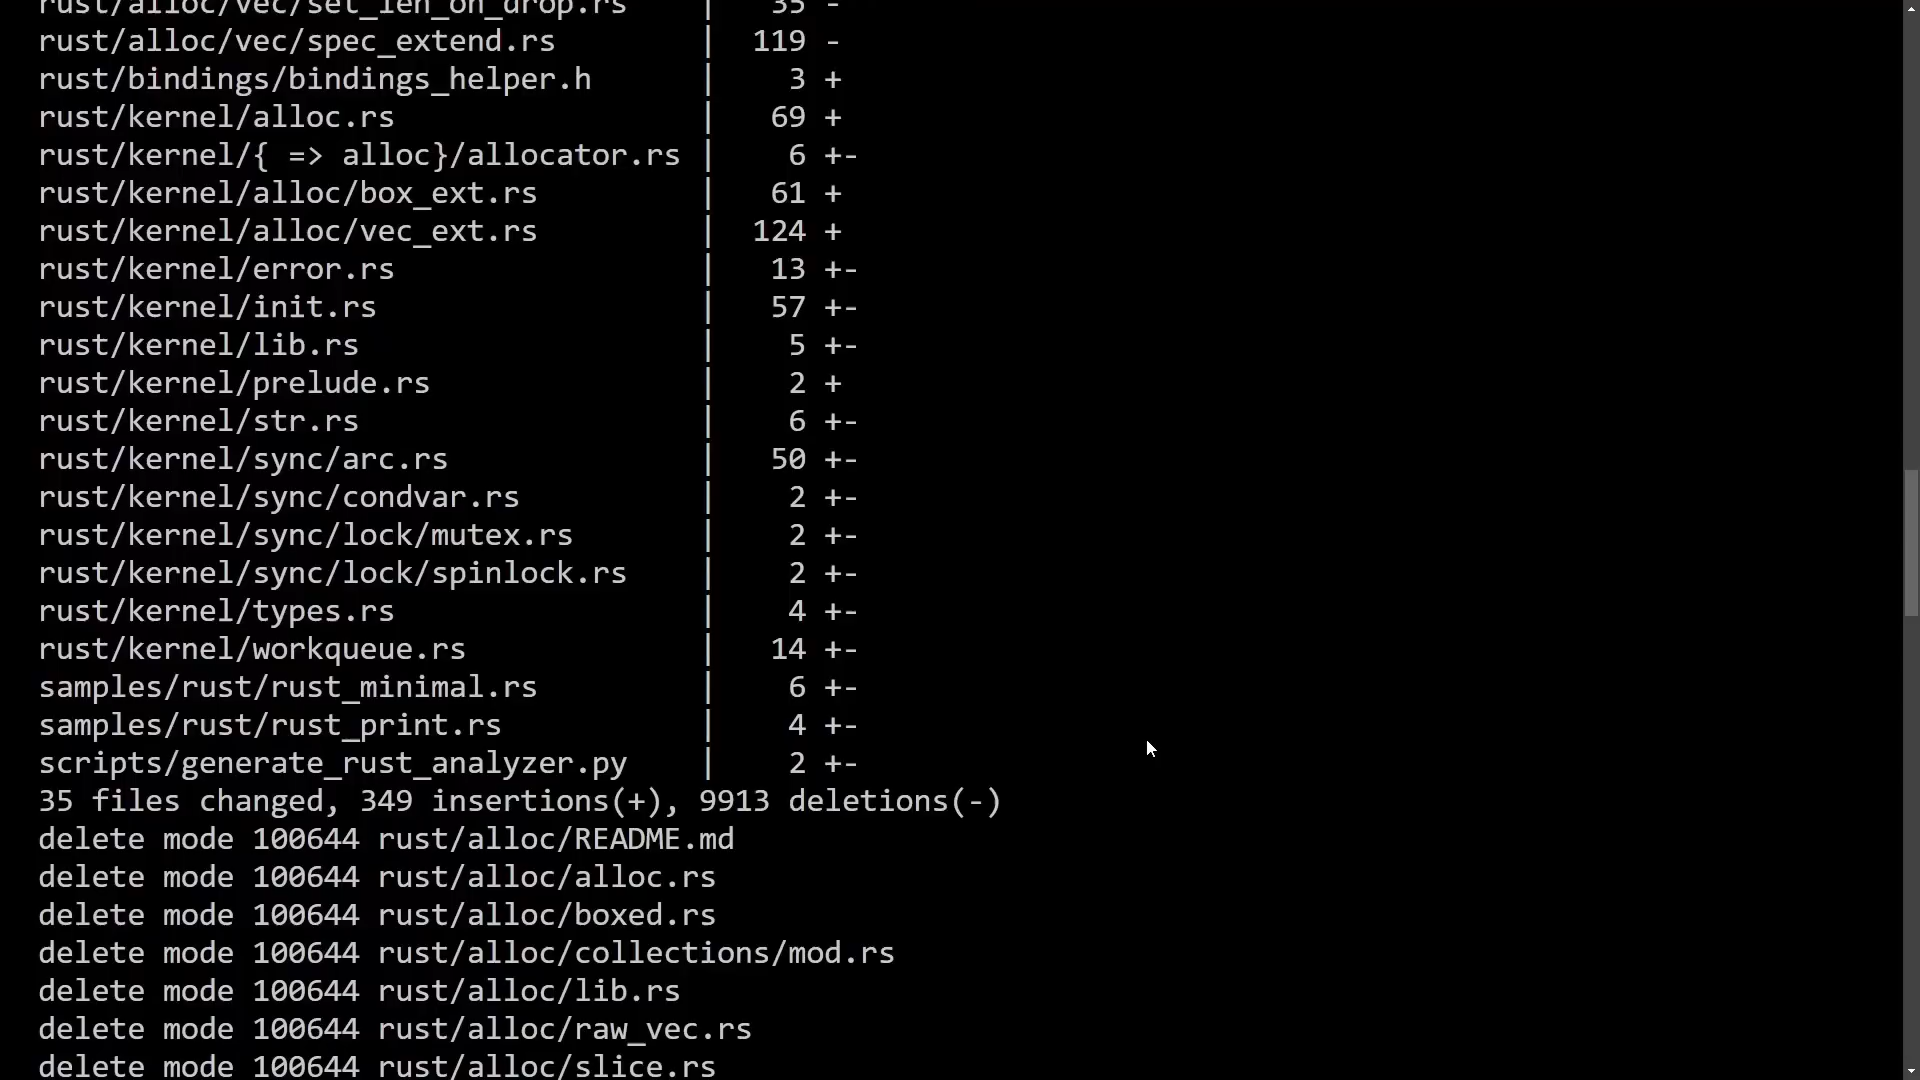 rust/alloc/vec/set_len_on_drop.rs | 35 -
rust/alloc/vec/spec_extend.rs | 119 -
rust/bindings/bindings_helper.h | 3 +
rust/kernel/alloc.rs | 69 +
rust/kernel/{ => alloc}/allocator.rs | 6 +-
rust/kernel/alloc/box_ext.rs | 61 +
rust/kernel/alloc/vec_ext.rs | 124 +
rust/kernel/error.rs | 13 +-
rust/kernel/init.rs | 57 +-
rust/kernel/lib.rs | 5 +-
rust/kernel/prelude.rs | 2 +
rust/kernel/str.rs | 6 +-
rust/kernel/sync/arc.rs | 50 +-
rust/kernel/sync/condvar.rs | 2 +-
rust/kernel/sync/lock/mutex.rs | 2 +-
rust/kernel/sync/lock/spinlock.rs | 2 +-
rust/kernel/types.rs | 4 +-
rust/kernel/workqueue.rs | 14 +-
samples/rust/rust_minimal.rs | 6 +-
samples/rust/rust_print.rs | 4 +-
scripts/generate_rust_analyzer.py | 2 +-
35 files changed, 349 insertions(+), 9913 deletions(-)
delete mode 100644 rust/alloc/README.md
delete mode 100644 rust/alloc/alloc.rs
delete mode 100644 rust/alloc/boxed.rs
delete mode 100644 rust/alloc/collections/mod.rs
delete mode 100644 rust/alloc/lib.rs
delete mode 100644 rust/alloc/raw_vec.rs
delete mode 100644 rust/alloc/slice.rs